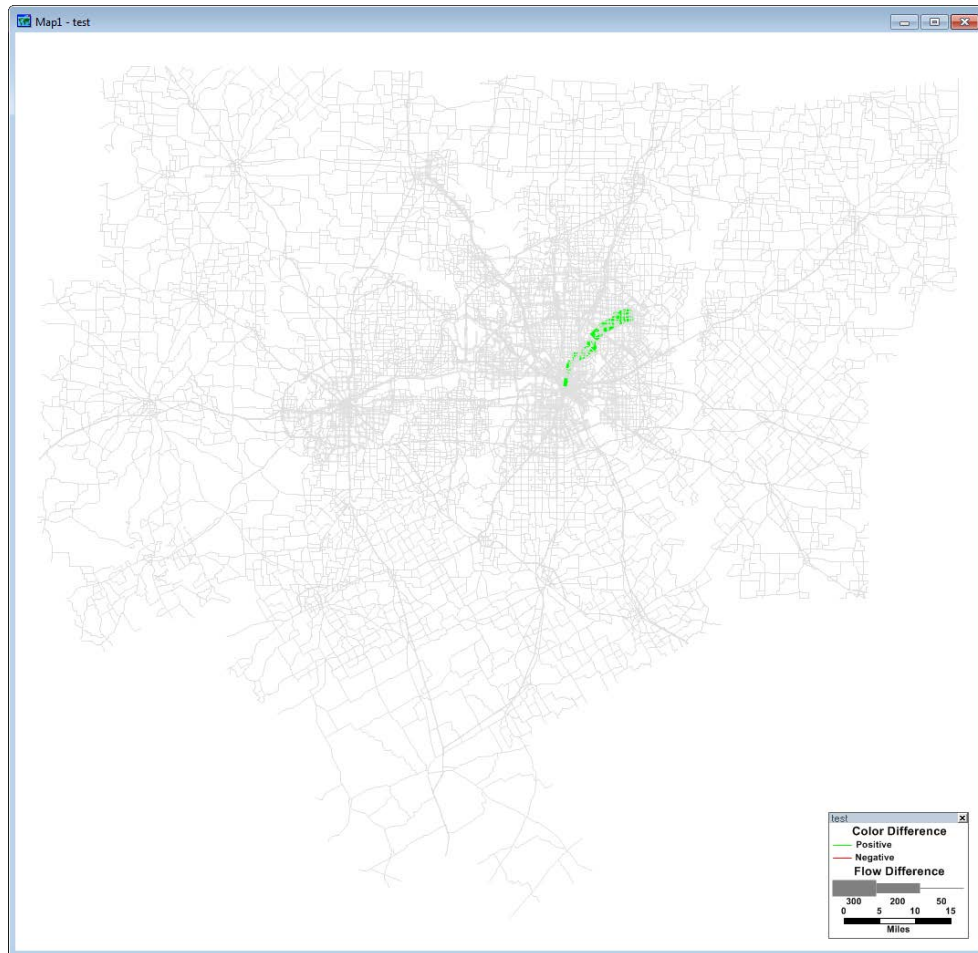 Map1 - test
test
Color Difference
Positive
Negative
Flow Difference
300 200 50
0 5 10 15
Miles